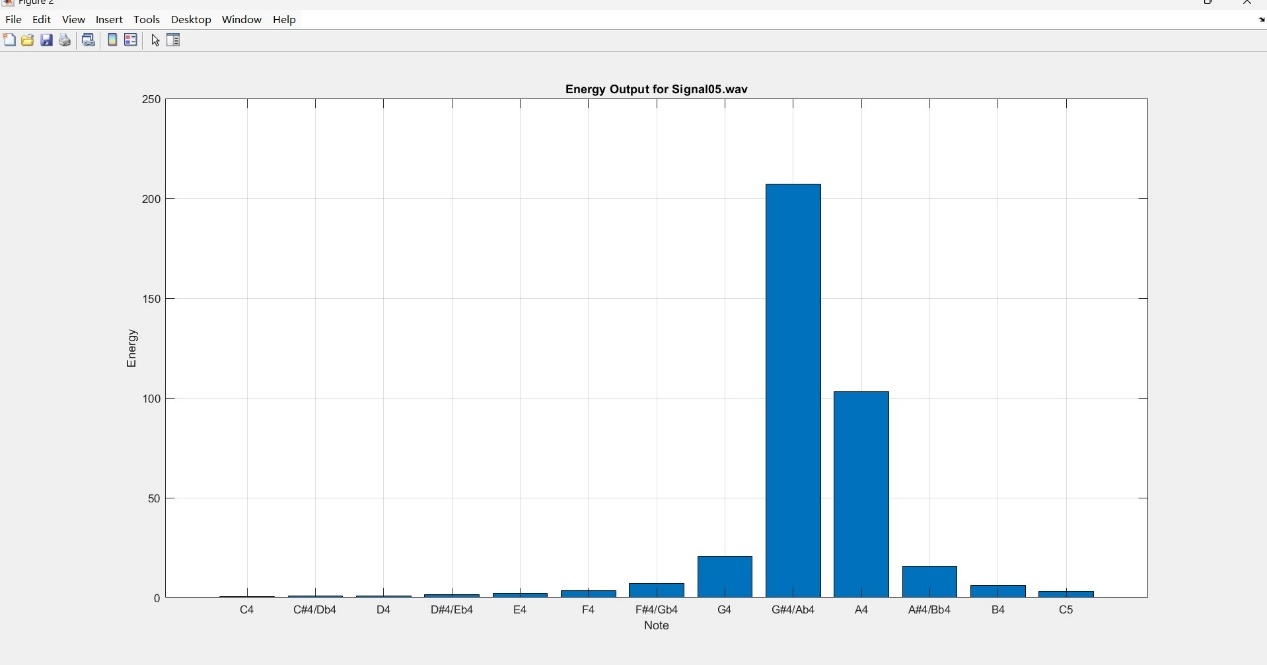 Figure 2
File Edit View Insert Tools Desktop Window Help
Energy Output for Signal05.wav
250
200
150
100
50
0
Energy
C4 C#4/Db4 D4 D#4/Eb4 E4 F4 F#4/Gb4 G4 G#4/Ab4 A4 A#4/Bb4 B4 C5
Note